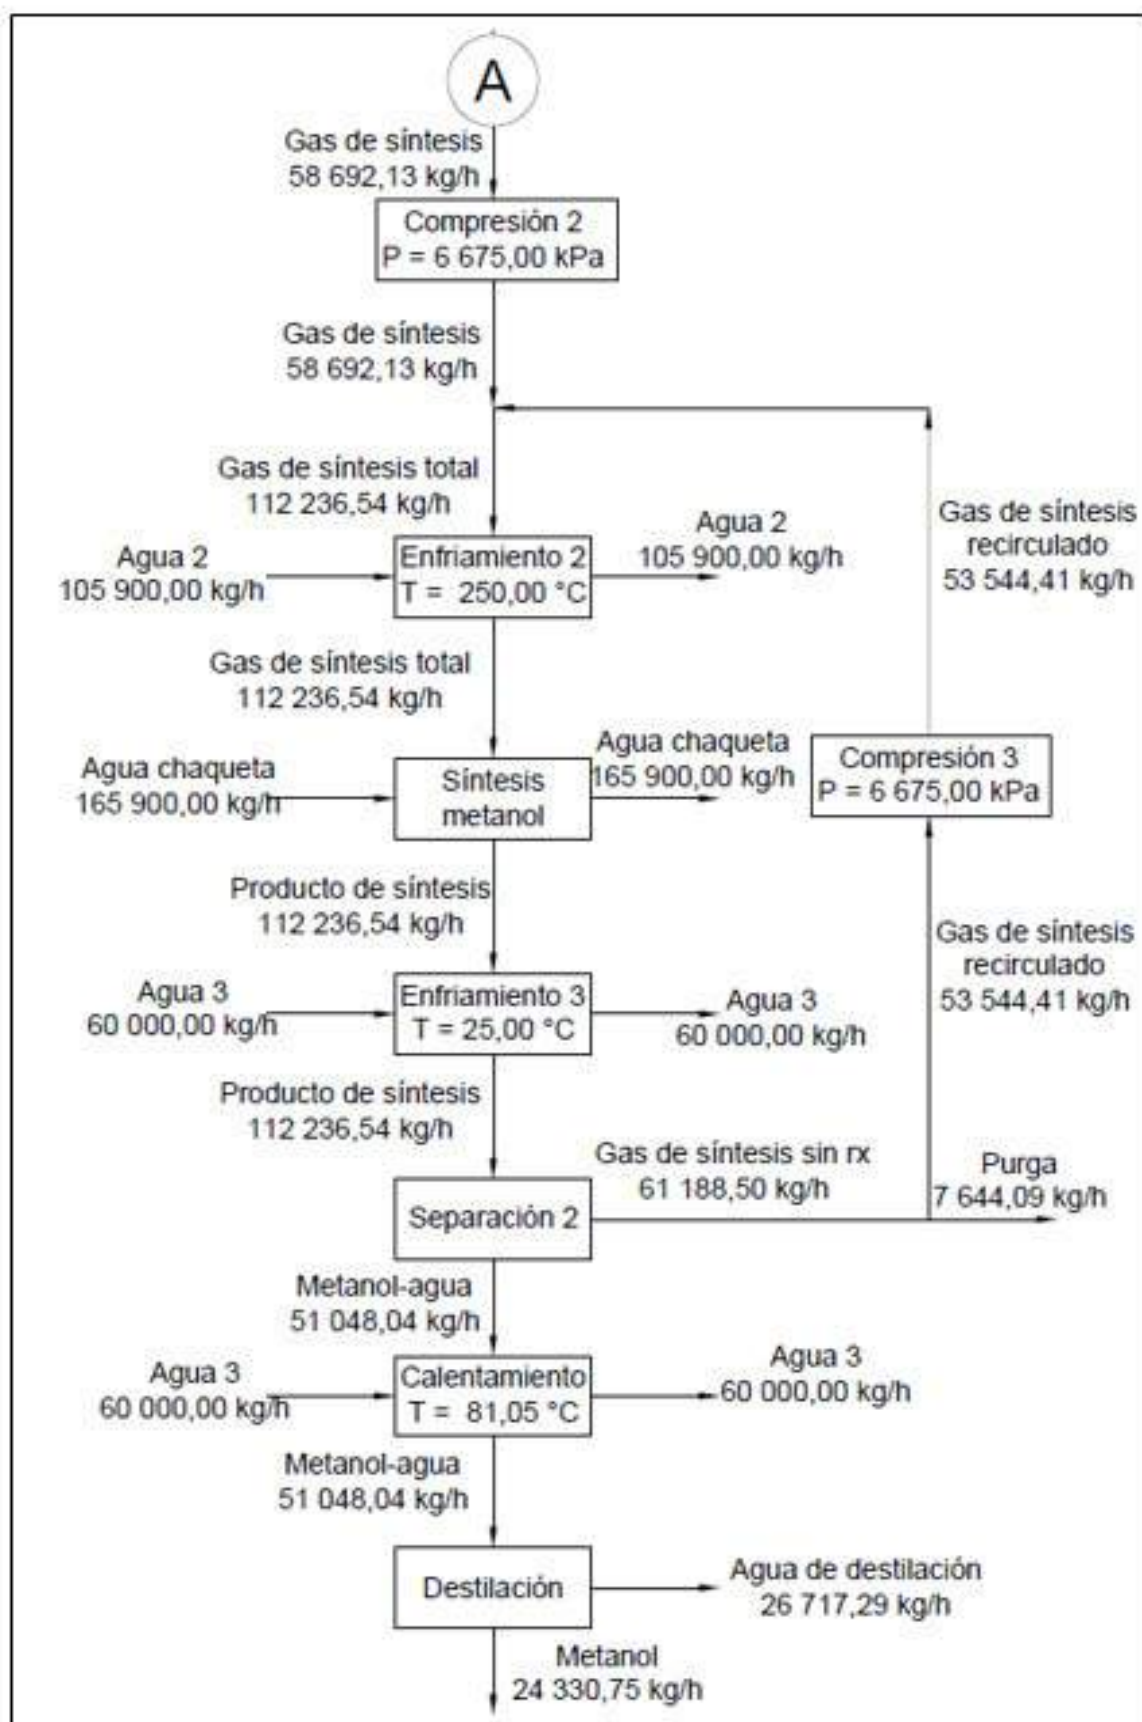 A
Gas de síntesis
58 692,13 kg/h
Compresión 2
P = 6 675,00 kPa
Gas de síntesis
58 692,13 kg/h
Gas de síntesis total
112 236,54 kg/h
Agua 2
105 900,00 kg/h
Enfriamiento 2
T = 250,00 °C
Agua 2
105 900,00 kg/h
Gas de síntesis
recirculado
53 544,41 kg/h
Gas de síntesis total
112 236,54 kg/h
Agua chaqueta
165 900,00 kg/h
Síntesis
metanol
Agua chaqueta
165 900,00 kg/h
Compresión 3
P = 6 675,00 kPa
Producto de síntesis
112 236,54 kg/h
Gas de síntesis
recirculado
53 544,41 kg/h
Agua 3
60 000,00 kg/h
Enfriamiento 3
T = 25,00 °C
Agua 3
60 000,00 kg/h
Producto de síntesis
112 236,54 kg/h
Separación 2
Gas de síntesis sin rx
61 188,50 kg/h
Purga
7 644,09 kg/h
Metanol-agua
51 048,04 kg/h
Agua 3
60 000,00 kg/h
Calentamiento
T = 81,05 °C
Agua 3
60 000,00 kg/h
Metanol-agua
51 048,04 kg/h
Destilación
Agua de destilación
26 717,29 kg/h
Metanol
24 330,75 kg/h